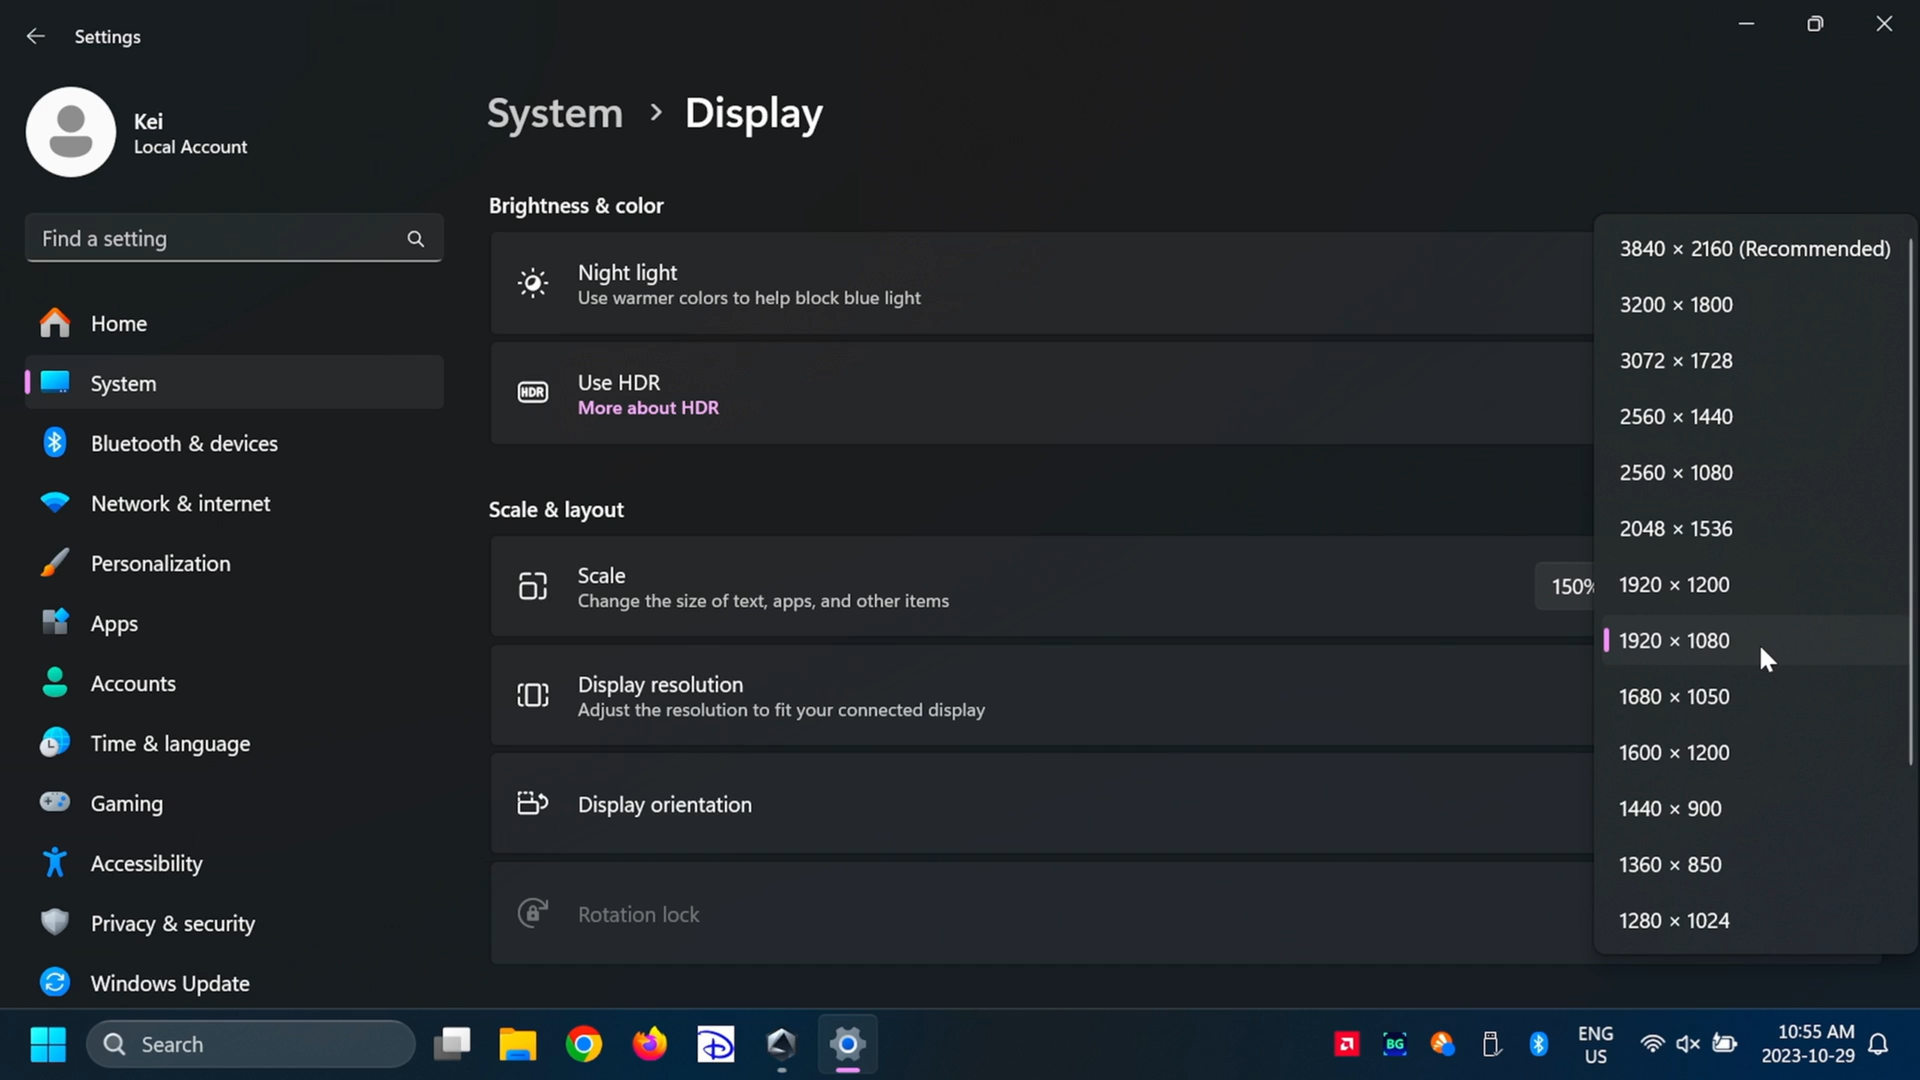 Settings
Kei
Local Account
Find a setting
Home
System
Bluetooth & devices
Network & internet
Personalization
Apps
Accounts
Time & language
Gaming
Accessibility
Privacy & security
Windows Update
System > Display
Brightness & color
Night light
Use warmer colors to help block blue light
HDR
Use HDR
More about HDR
Scale & layout
Scale
Change the size of text, apps, and other items
150%
Display resolution
Adjust the resolution to fit your connected display
Display orientation
Rotation lock
3840 × 2160 (Recommended)
3200 × 1800
3072 × 1728
2560 × 1440
2560 × 1080
2048 × 1536
1920 × 1200
1920 × 1080
1680 × 1050
1600 × 1200
1440 × 900
1360 × 850
1280 × 1024
Search
BG
ENG
US
10:55 AM
2023-10-29